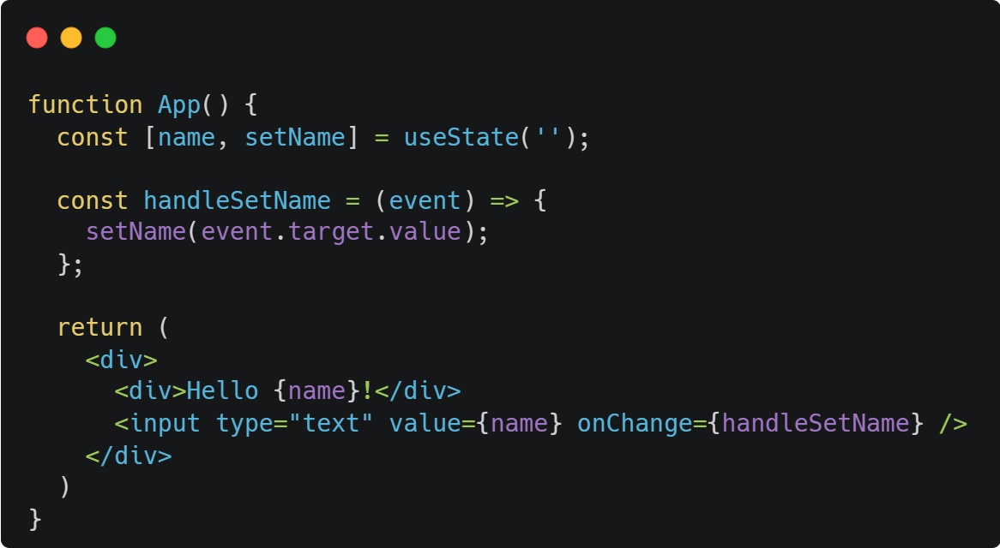 function App() {
  const [name, setName] = useState('');

  const handleSetName = (event) => {
    setName(event.target.value);
  };

  return (
    <div>
      <div>Hello {name}!</div>
      <input type="text" value={name} onChange={handleSetName} />
    </div>
  )
}